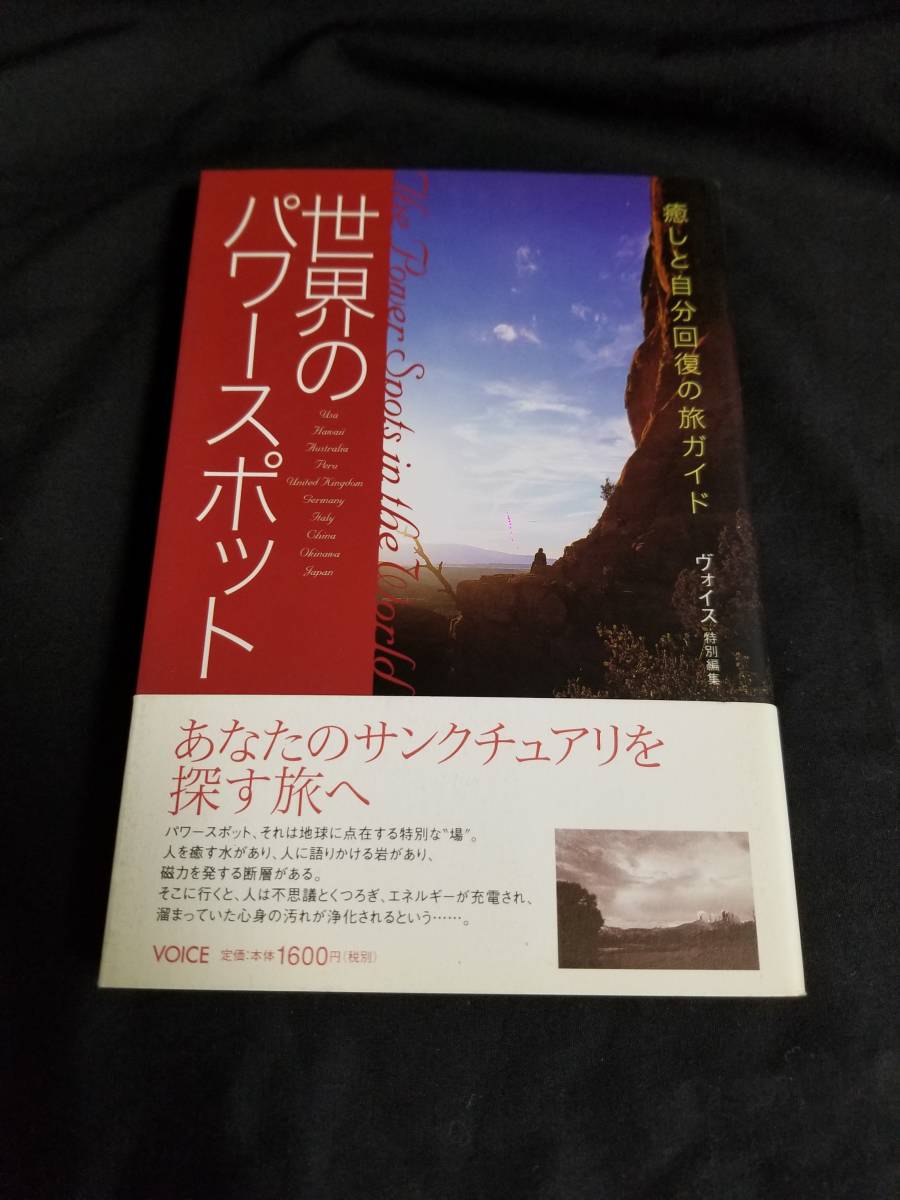 世界の
パワースポット
The Power Spots in the World
Usa
Hawaii
Australia
Peru
United Kingdom
Germany
Italy
China
Okinawa
Japan
癒しと自分回復の旅ガイド
ヴォイス 特別編集
あなたのサンクチュアリを
探す旅へ
パワースポット、それは地球に点在する特別な“場”。
人を癒す水があり、人に語りかける岩があり、
磁力を発する断層がある。
そこに行くと、人は不思議とくつろぎ、エネルギーが充電され、
溜まっていた心身の汚れが浄化されるという……。
VOICE 定価:本体1600円(税別)